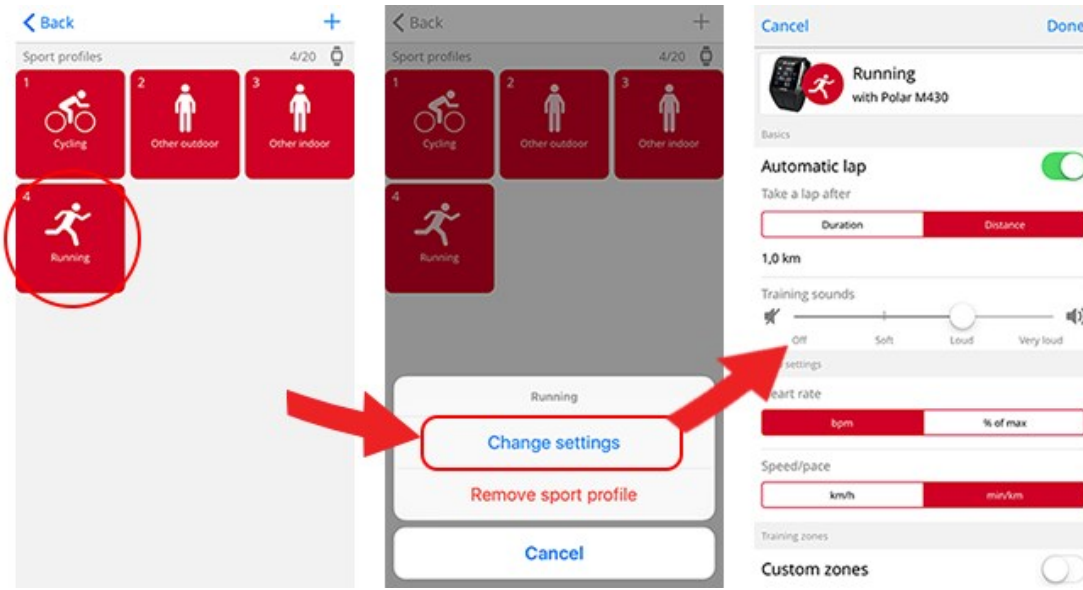 Back
Sport profiles 4/20
1 2 3
Cycling Other outdoor Other indoor
4
Running
Back
Sport profiles 4/20
1 2 3
Cycling Other outdoor Other indoor
4
Running
Running
Change settings
Remove sport profile
Cancel
Cancel Done
Running
with Polar M430
Basics
Automatic lap
Take a lap after
Duration Distance
1,0 km
Training sounds
Off Soft Loud Very loud
settings
eart rate
bpm % of max
Speed/pace
km/h min/km
Training zones
Custom zones